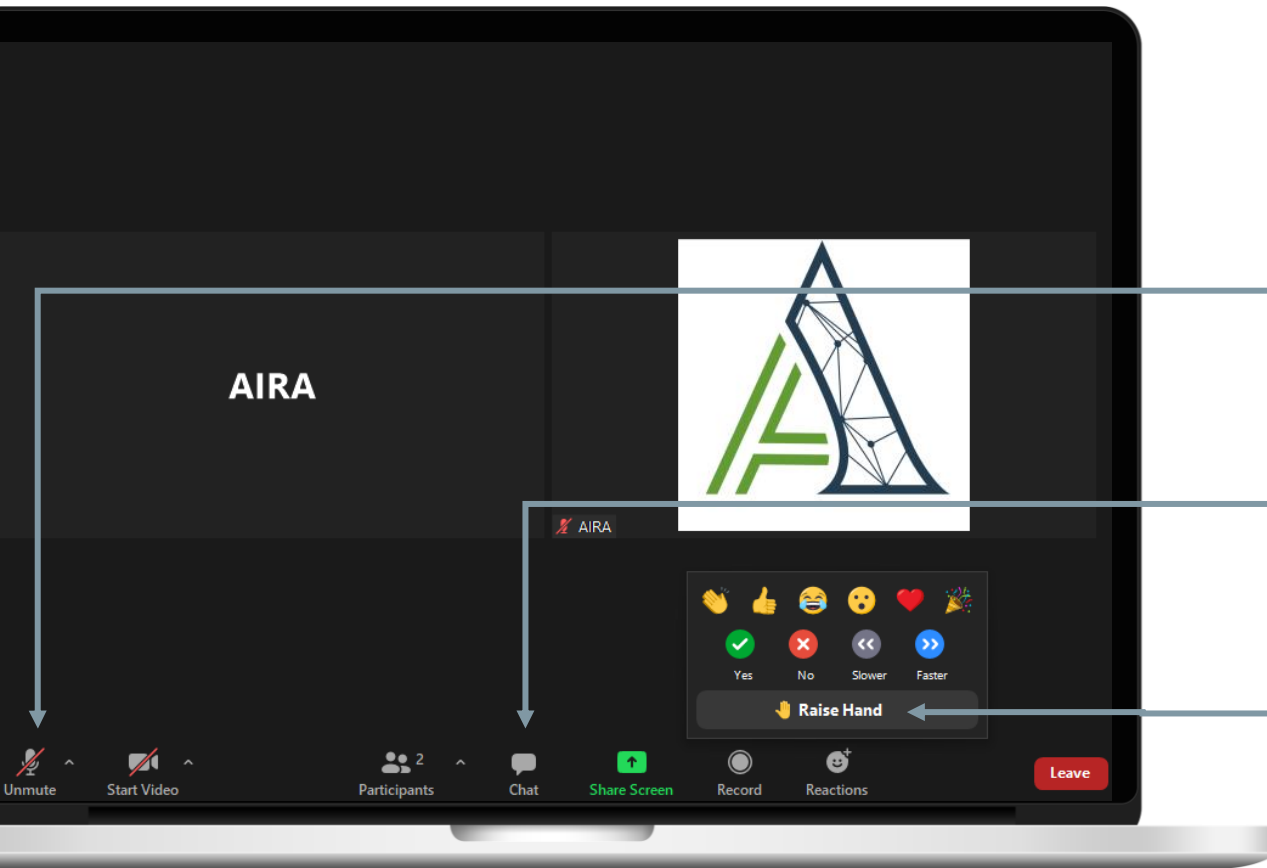 AIRA
AIRA
Yes No Slower Faster
Raise Hand
2
Unmute Start Video Participants Chat Share Screen Record Reactions Leave